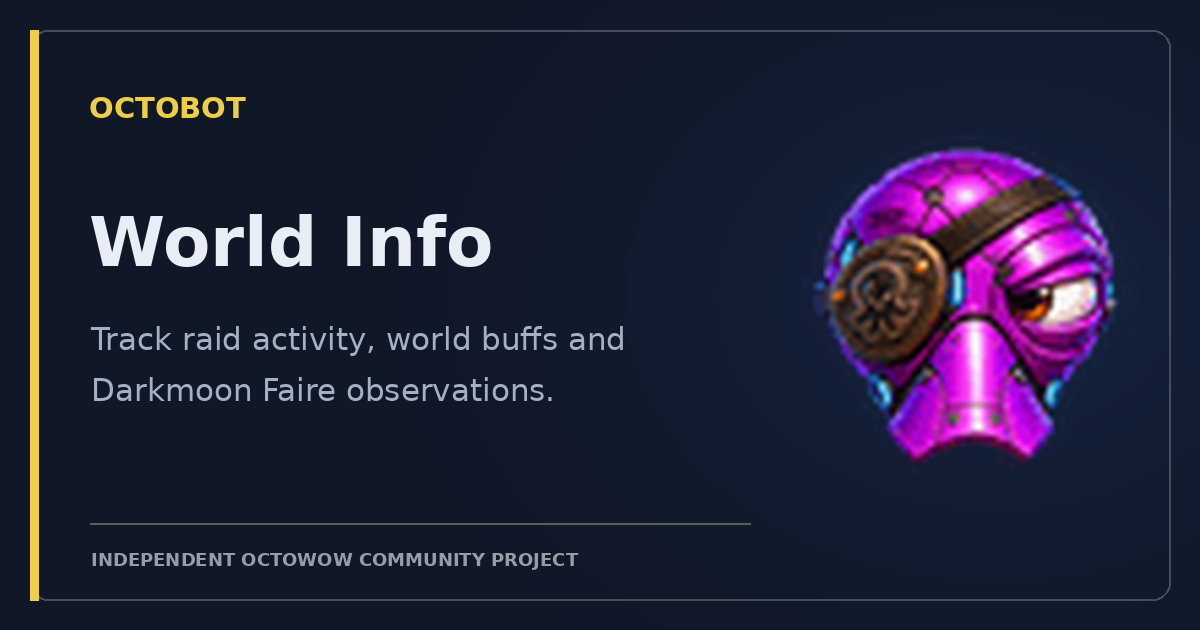 OCTOBOT
World Info
Track raid activity, world buffs and
Darkmoon Faire observations.
INDEPENDENT OCTOWOW COMMUNITY PROJECT